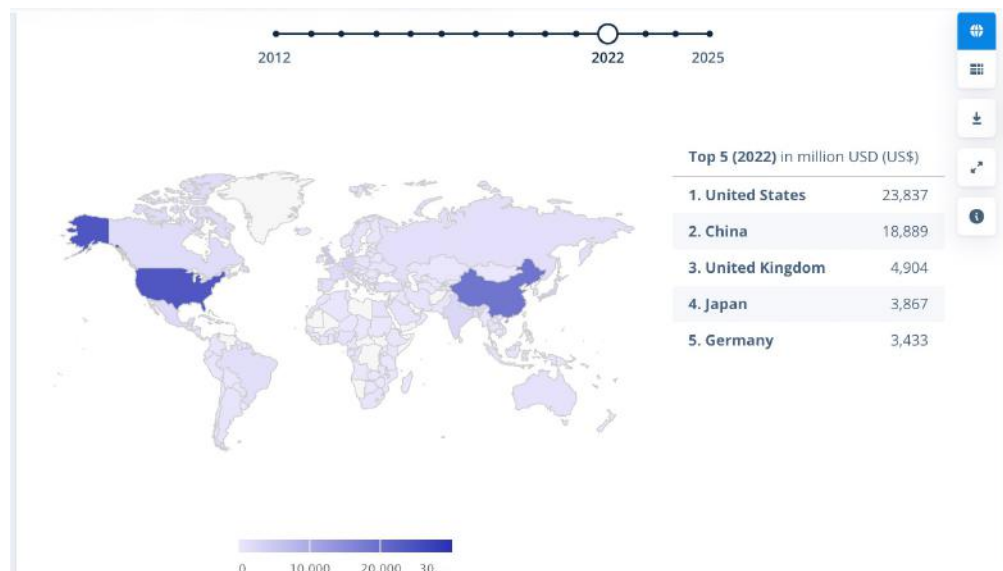 2012 2022 2025
Top 5 (2022) in million USD (US$)
1. United States 23,837
2. China 18,889
3. United Kingdom 4,904
4. Japan 3,867
5. Germany 3,433
0 10,000 20,000 30,